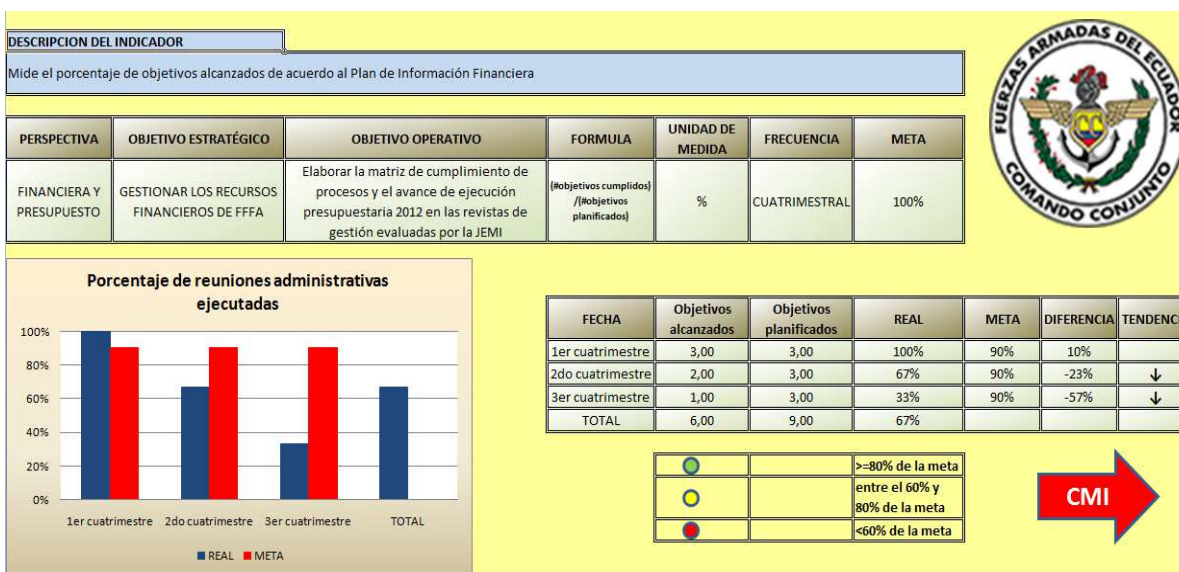 DESCRIPCION DEL INDICADOR
Mide el porcentaje de objetivos alcanzados de acuerdo al Plan de Información Financiera
FUERZAS ARMADAS DEL ECUADOR
CC
COMANDO CONJUNTO
PERSPECTIVA OBJETIVO ESTRATÉGICO OBJETIVO OPERATIVO FORMULA UNIDAD DE MEDIDA FRECUENCIA META
FINANCIERA Y PRESUPUESTO
GESTIONAR LOS RECURSOS FINANCIEROS DE FFFA
Elaborar la matriz de cumplimiento de
procesos y el avance de ejecución
presupuestaria 2012 en las revistas de
gestión evaluadas por la JEMI
(#objetivos cumplidos)
/(#objetivos
planificados)
% CUATRIMESTRAL 100%
Porcentaje de reuniones administrativas
ejecutadas
100%
80%
60%
40%
20%
0%
1er cuatrimestre 2do cuatrimestre 3er cuatrimestre TOTAL
REAL META
FECHA Objetivos alcanzados Objetivos planificados REAL META DIFERENCIA TENDENC
1er cuatrimestre 3,00 3,00 100% 90% 10%
2do cuatrimestre 2,00 3,00 67% 90% -23% ↓
3er cuatrimestre 1,00 3,00 33% 90% -57% ↓
TOTAL 6,00 9,00 67%
>=80% de la meta
entre el 60% y
80% de la meta
<60% de la meta
CMI